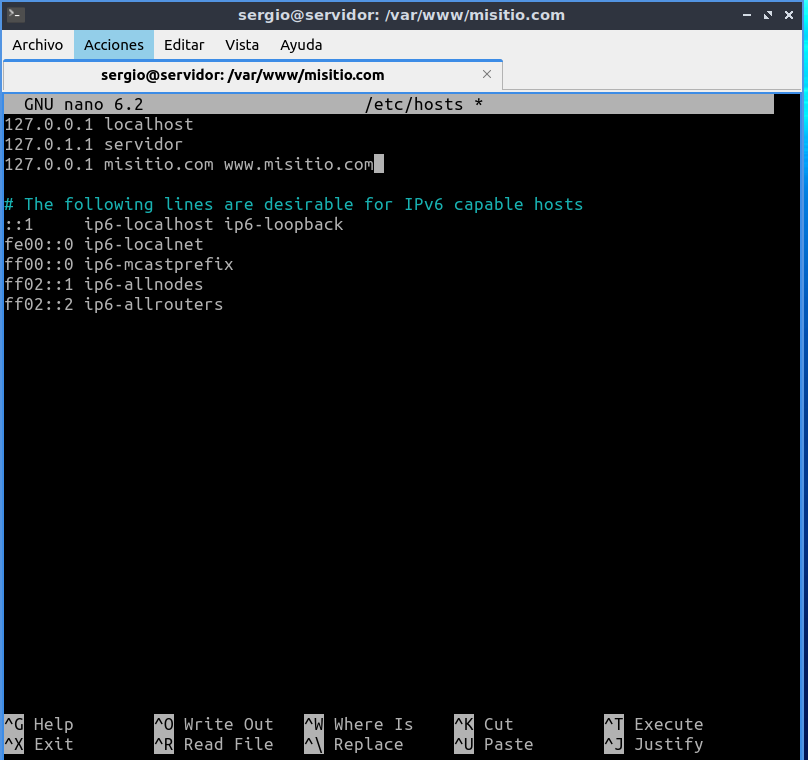 sergio@servidor: /var/www/misitio.com
Archivo Acciones Editar Vista Ayuda
sergio@servidor: /var/www/misitio.com
GNU nano 6.2 /etc/hosts *
127.0.0.1 localhost
127.0.1.1 servidor
127.0.0.1 misitio.com www.misitio.com
# The following lines are desirable for IPv6 capable hosts
::1 ip6-localhost ip6-loopback
fe00::0 ip6-localnet
ff00::0 ip6-mcastprefix
ff02::1 ip6-allnodes
ff02::2 ip6-allrouters
^G Help ^O Write Out ^W Where Is ^K Cut ^T Execute
^X Exit ^R Read File ^\ Replace ^U Paste ^J Justify